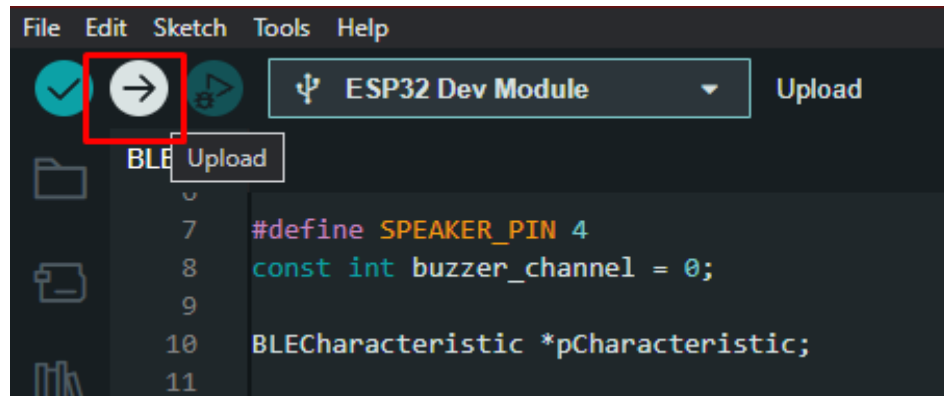 File Edit Sketch Tools Help
ESP32 Dev Module Upload
BLE Upload
7 #define SPEAKER_PIN 4
8 const int buzzer_channel = 0;
9
10 BLECharacteristic *pCharacteristic;
11